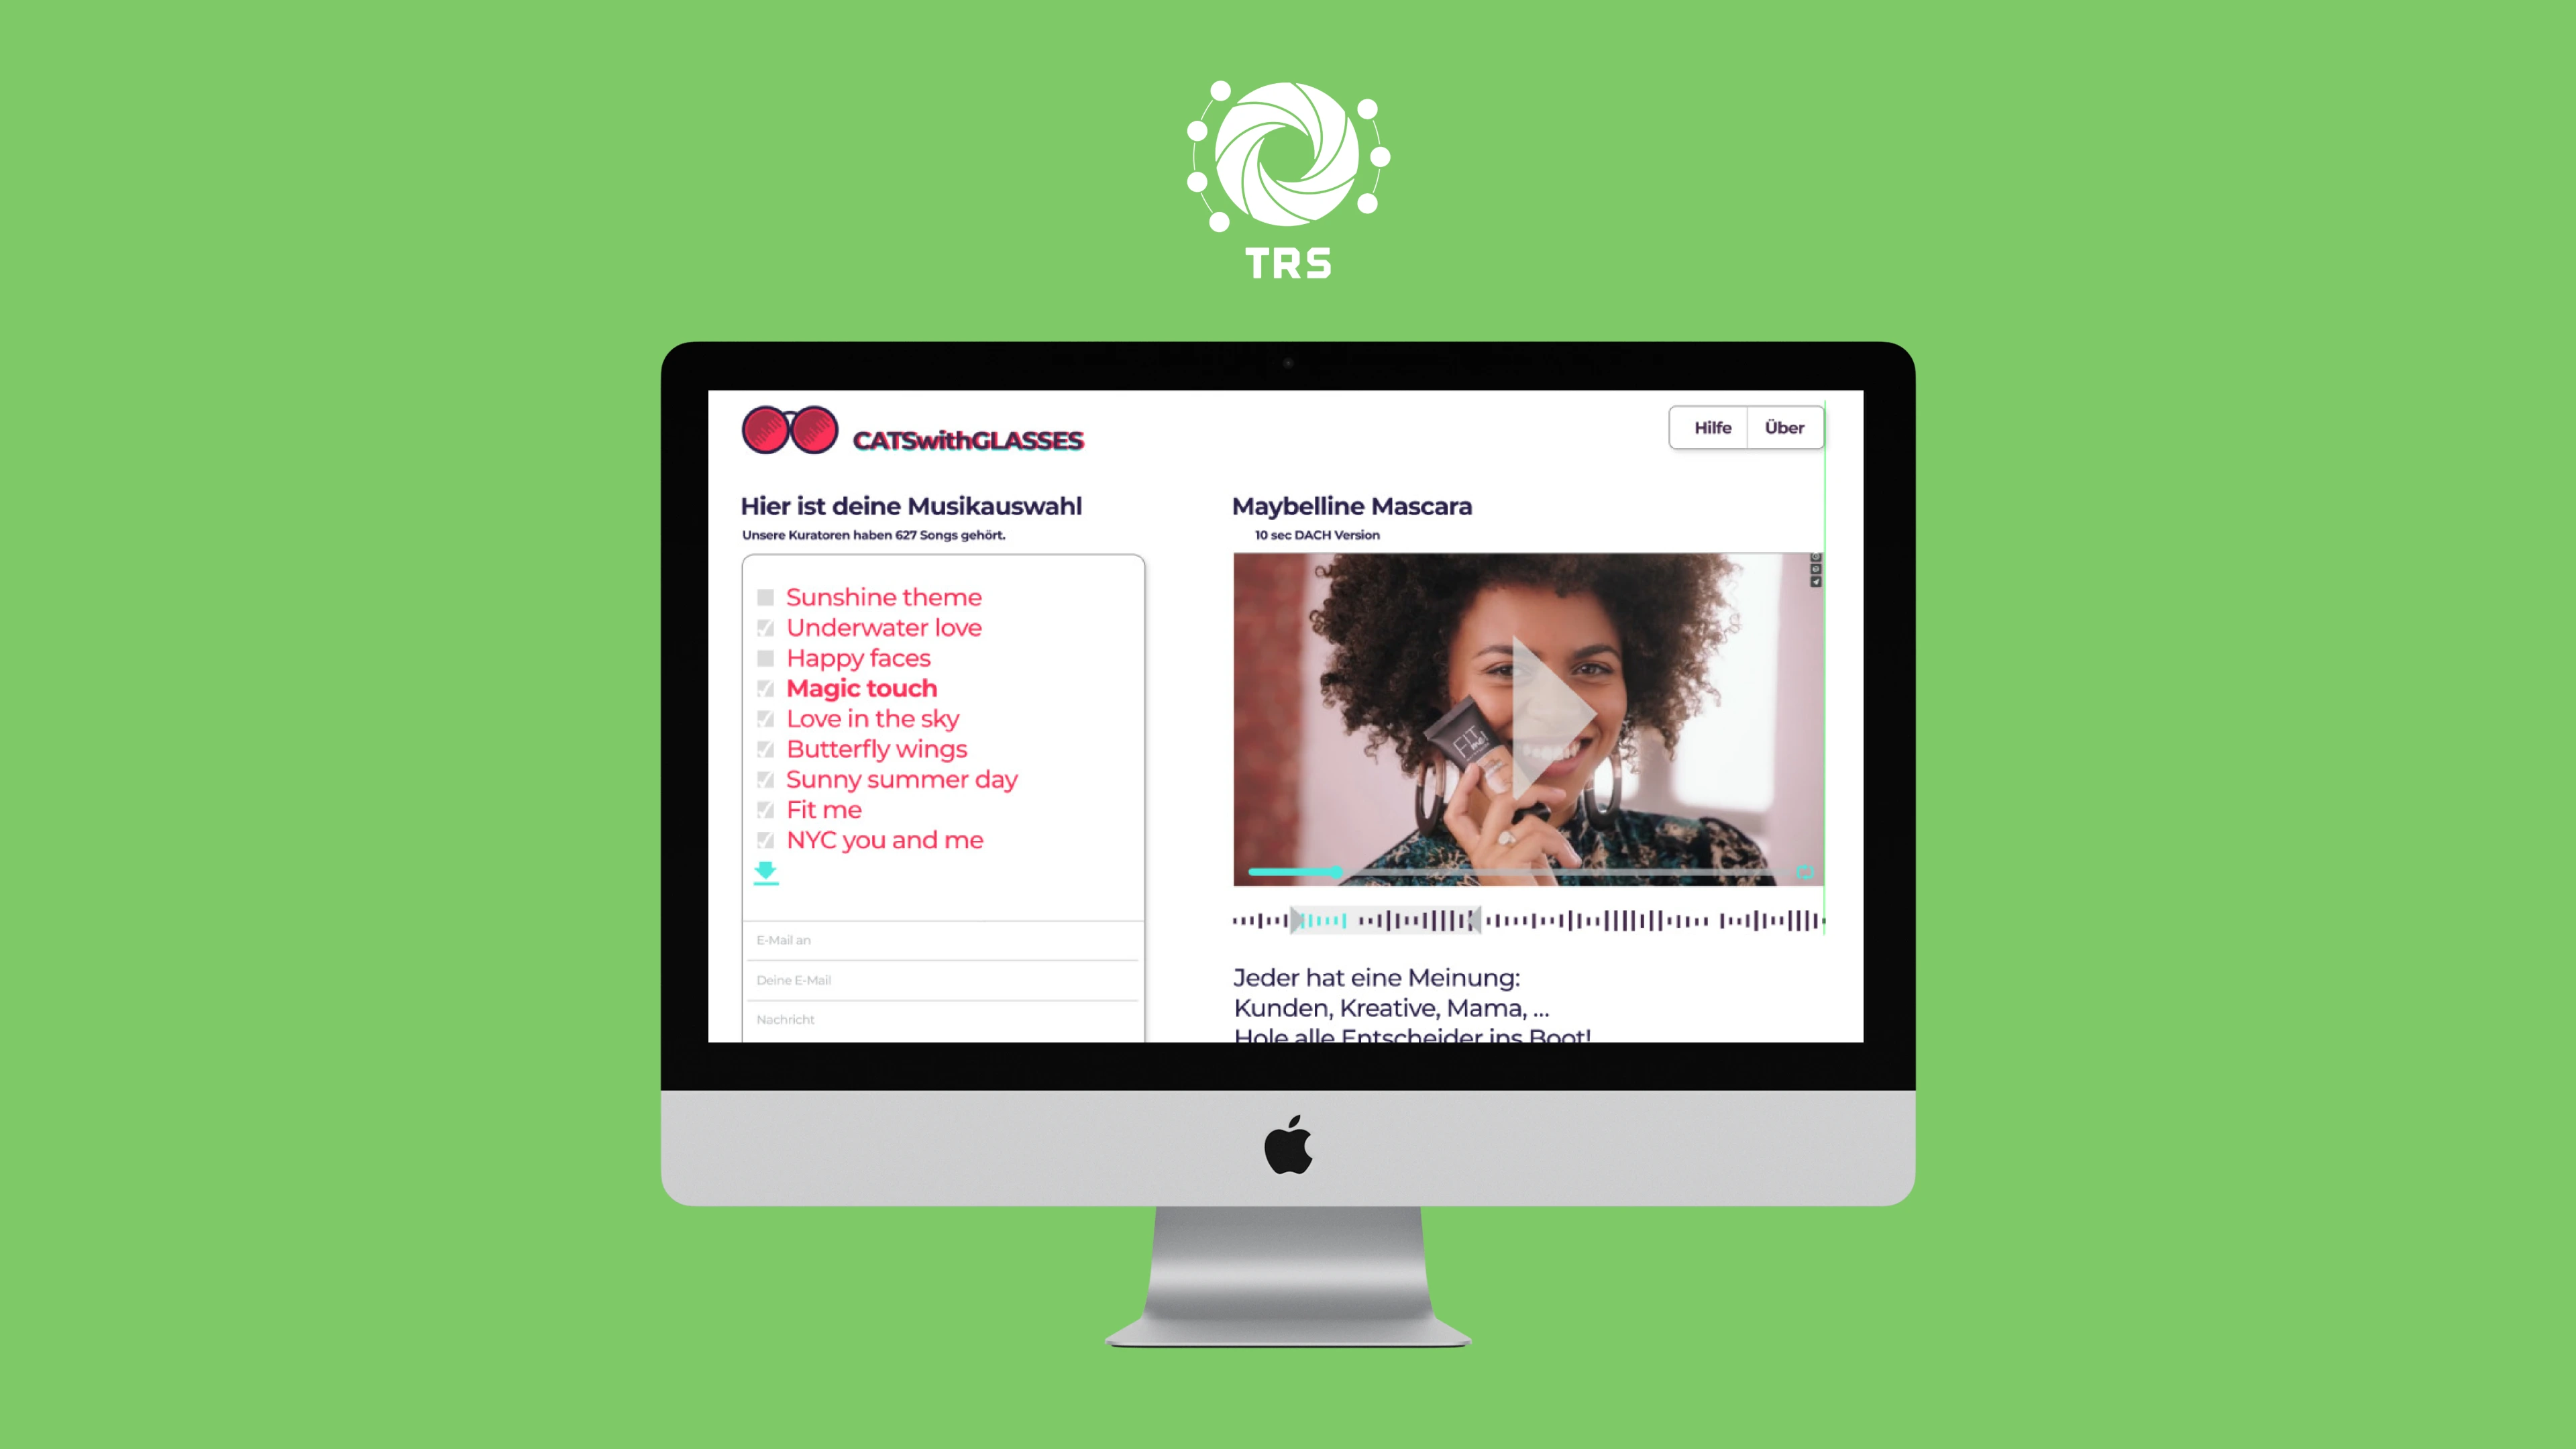 TRS
CATSwithGLASSES
Hilfe
Über
Hier ist deine Musikauswahl
Unsere Kuratoren haben 627 Songs gehört.
Sunshine theme
Underwater love
Happy faces
Magic touch
Love in the sky
Butterfly wings
Sunny summer day
Fit me
NYC you and me
E-Mail an
Deine E-Mail
Nachricht
Maybelline Mascara
10 sec DACH Version
FIT
me!
Jeder hat eine Meinung:
Kunden, Kreative, Mama, ...
Hole alle Entscheider ins Boot!